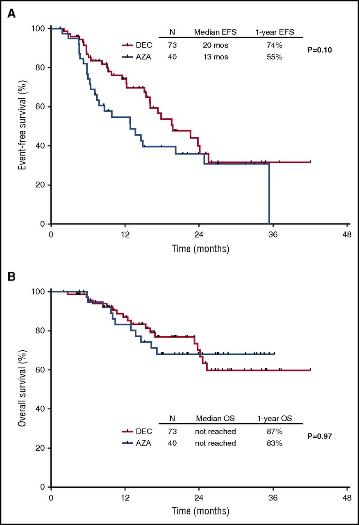 A
N Median EFS 1-year EFS
DEC 73 20 mos 74%
AZA 40 13 mos 55%
P=0.10
100
80
60
40
20
0
Event-free survival (%)
0 12 24 36 48
Time (months)
B
100
80
60
40
20
0
Overall survival (%)
N Median OS 1-year OS
DEC 73 not reached 87%
AZA 40 not reached 83%
P=0.97
0 12 24 36 48
Time (months)